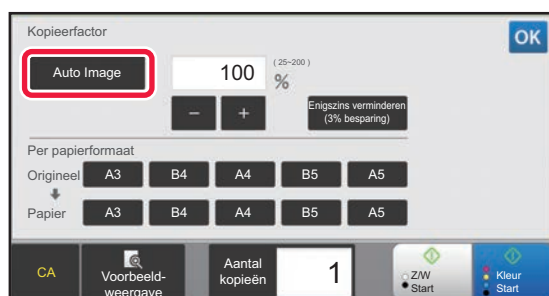 Kopieerfactor
OK
Auto Image
100
(25~200)
%
−
+
Enigszins verminderen
(3% besparing)
Per papierformaat
Origineel
A3
B4
A4
B5
A5
Papier
A3
B4
A4
B5
A5
CA
Voorbeeld-
weergave
Aantal
kopieën
1
Z/W
Start
Kleur
Start